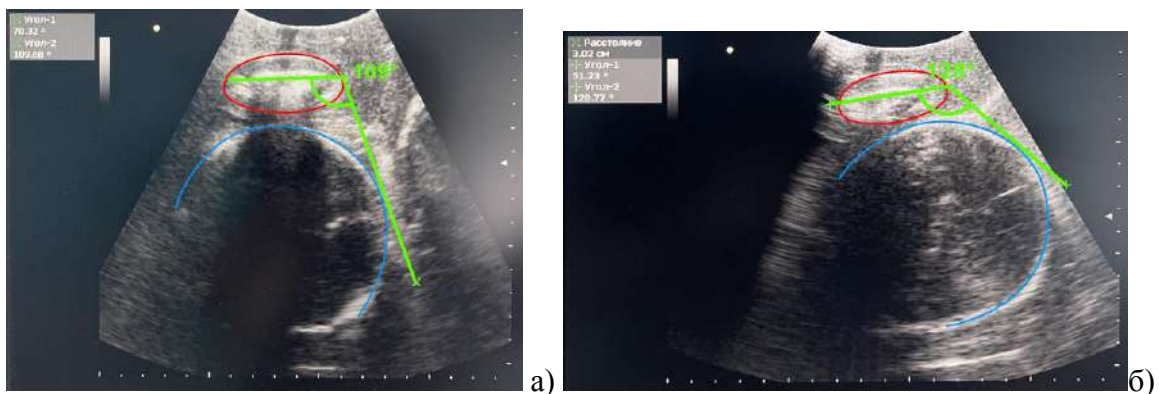 Угол-1
70.32 °
Угол-2
109.68 °
109°
а)
Расстояние
3.02 см
Угол-1
51.23 °
Угол-2
128.77 °
128°
б)